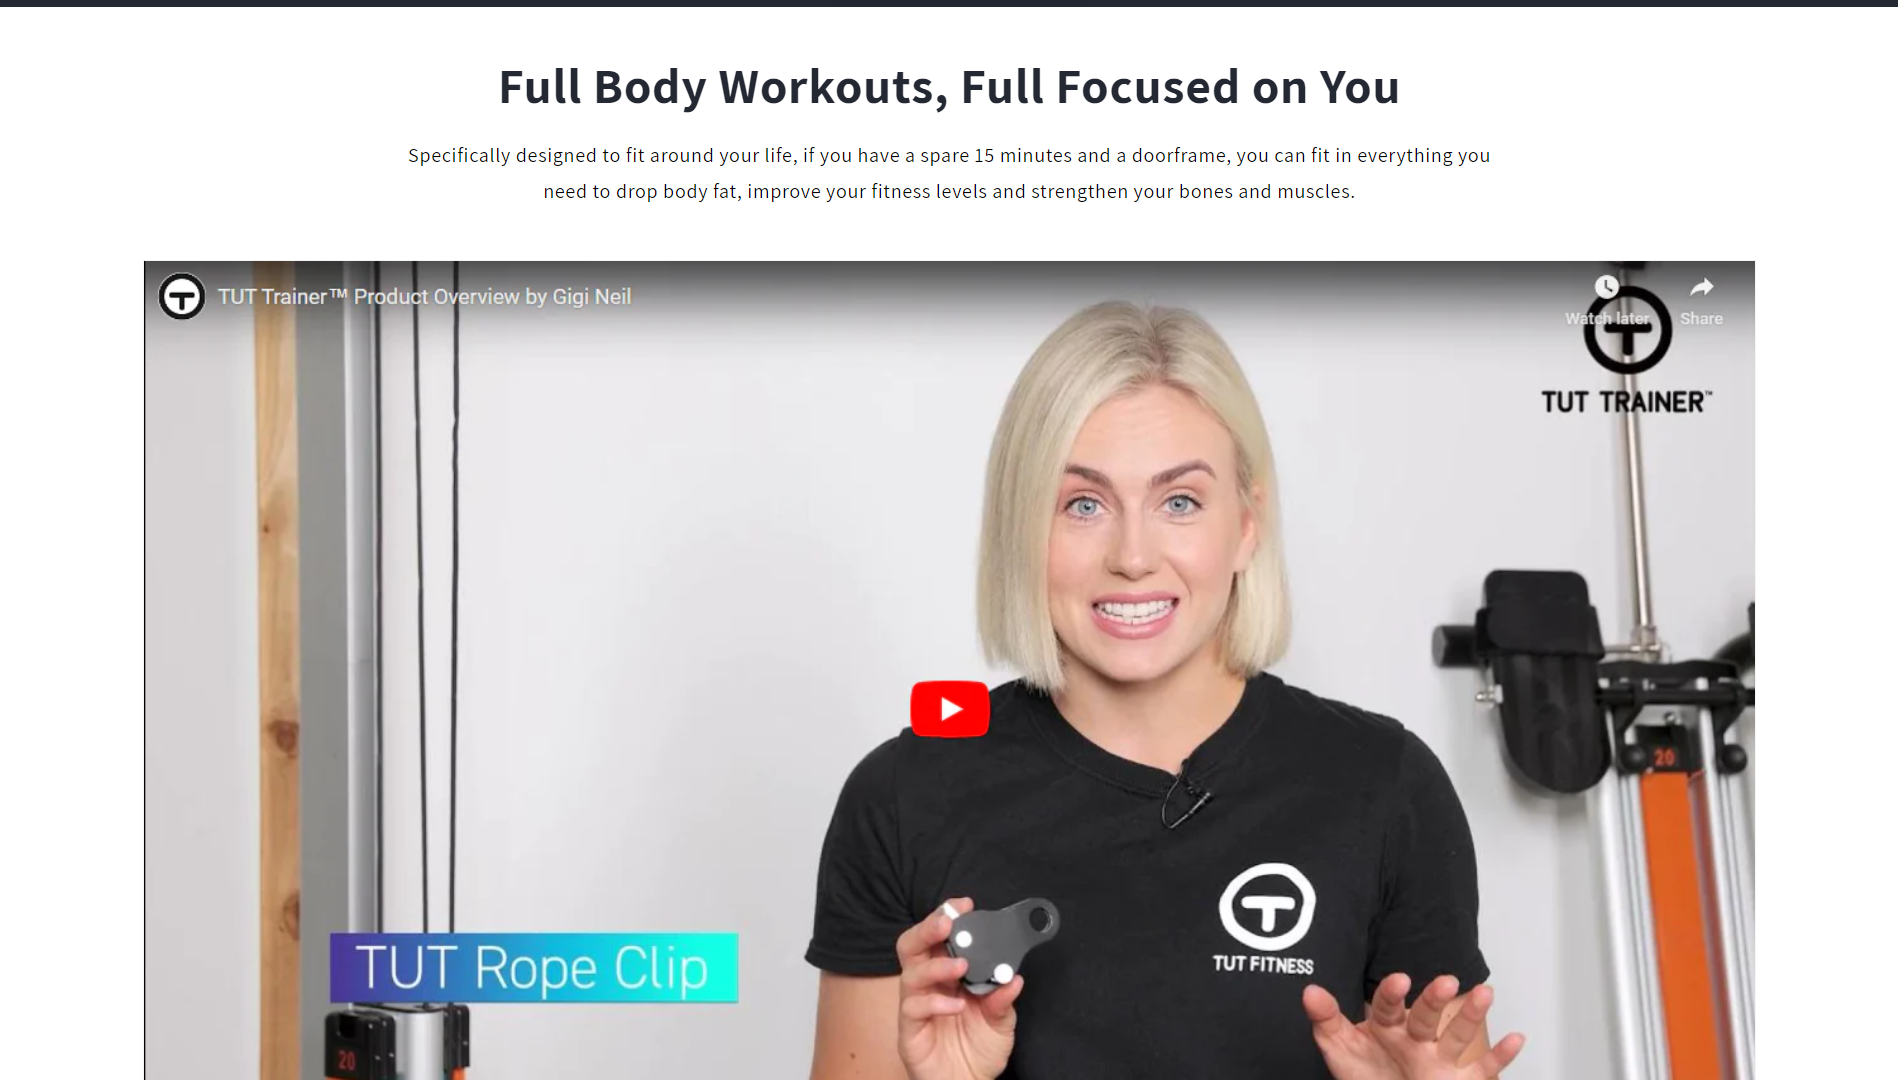 Full Body Workouts, Full Focused on You
Specifically designed to fit around your life, if you have a spare 15 minutes and a doorframe, you can fit in everything you
need to drop body fat, improve your fitness levels and strengthen your bones and muscles.
TUT Trainer™ Product Overview by Gigi Neil
Watch later
Share
TUT TRAINER™
20
TUT FITNESS
TUT Rope Clip
20